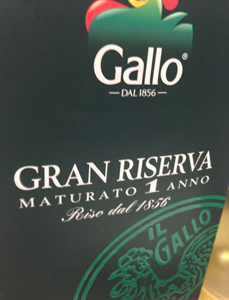 Gallo®
— DAL 1856 —
GRAN RISERVA
MATURATO 1 ANNO
Riso dal 1856
IL
GALLO